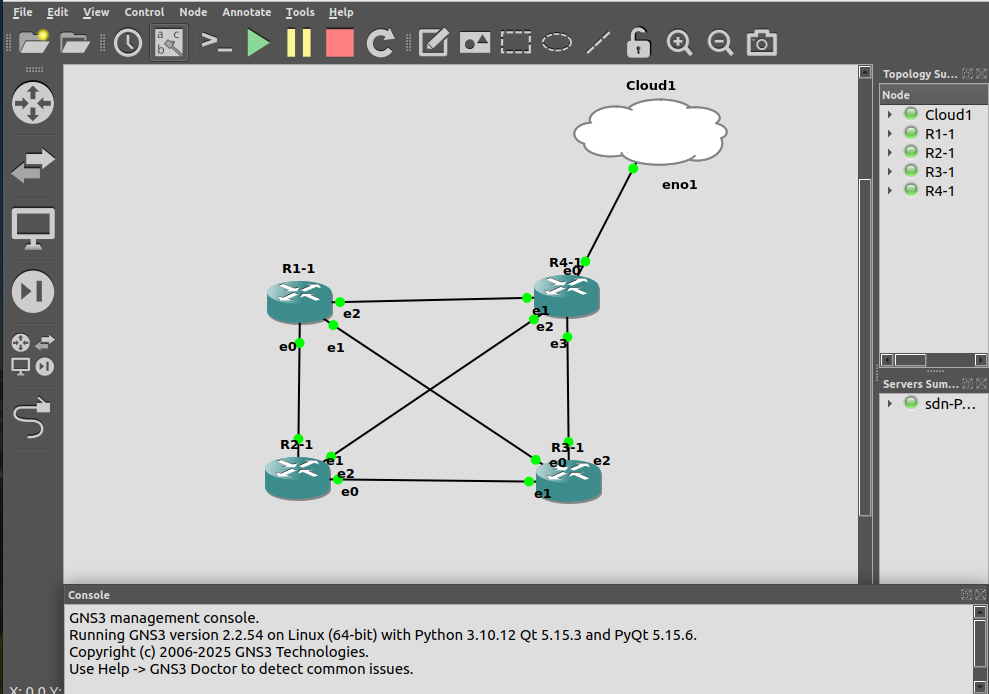 File Edit View Control Node Annotate Tools Help
a c
b
Topology Su...
Node
Cloud1
R1-1
R2-1
R3-1
R4-1
Cloud1
eno1
R4-1
e0
R1-1
e2
e1
e2
e0
e1
e3
R2-1
e1
e2
e0
R3-1
e0
e2
e1
Servers Sum...
sdn-P...
Console
GNS3 management console.
Running GNS3 version 2.2.54 on Linux (64-bit) with Python 3.10.12 Qt 5.15.3 and PyQt 5.15.6.
Copyright (c) 2006-2025 GNS3 Technologies.
Use Help -> GNS3 Doctor to detect common issues.
X: 0.0 Y: